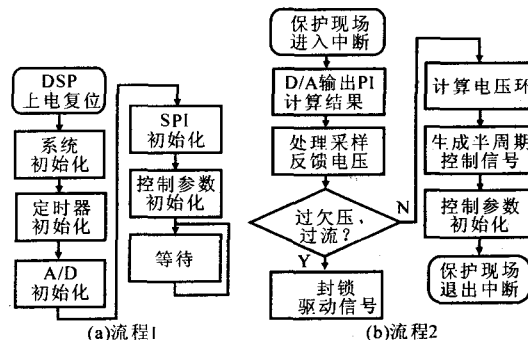 DSP
上电复位
系统
初始化
定时器
初始化
A/D
初始化
SPI
初始化
控制参数
初始化
等待
(a)流程1
保护现场
进入中断
D/A输出PI
计算结果
处理采样
反馈电压
过欠压，
过流？
N
Y
封锁
驱动信号
计算电压环
生成半周期
控制信号
控制参数
初始化
保护现场
退出中断
(b)流程2